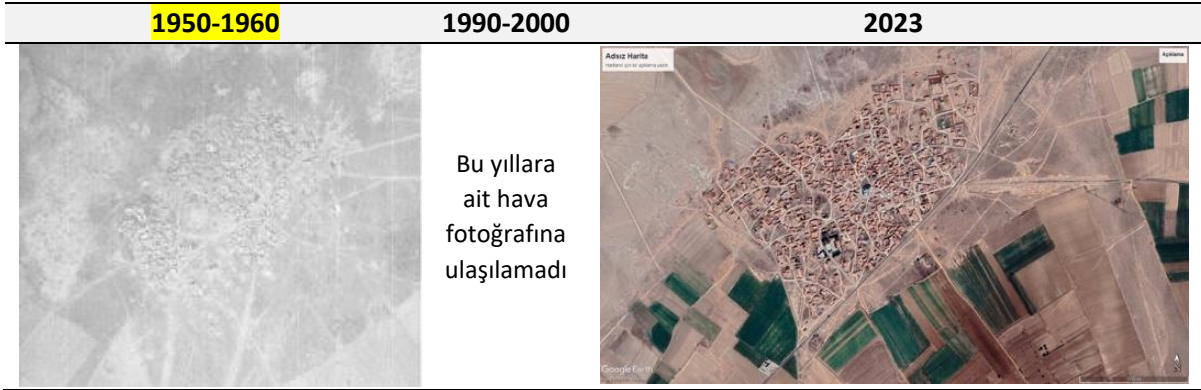 1950-1960 1990-2000 2023
Bu yıllara
ait hava
fotoğrafına
ulaşılamadı
Adsız Harita
Açıklama
Google Earth